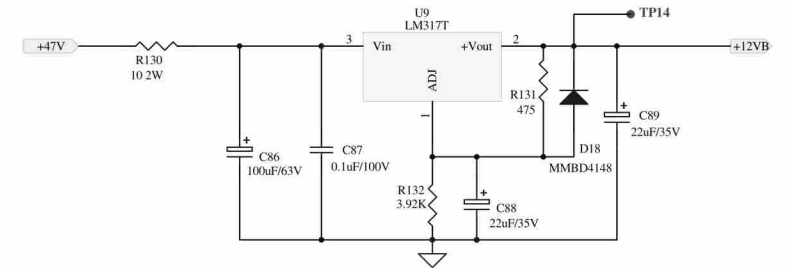 TP14
U9
LM317T
+47V
3
Vin
+Vout
2
+12VB
R130
10 2W
ADJ
R131
475
1
+
C89
22uF/35V
+
C86
100uF/63V
C87
0.1uF/100V
D18
MMBD4148
R132
3.92K
+
C88
22uF/35V